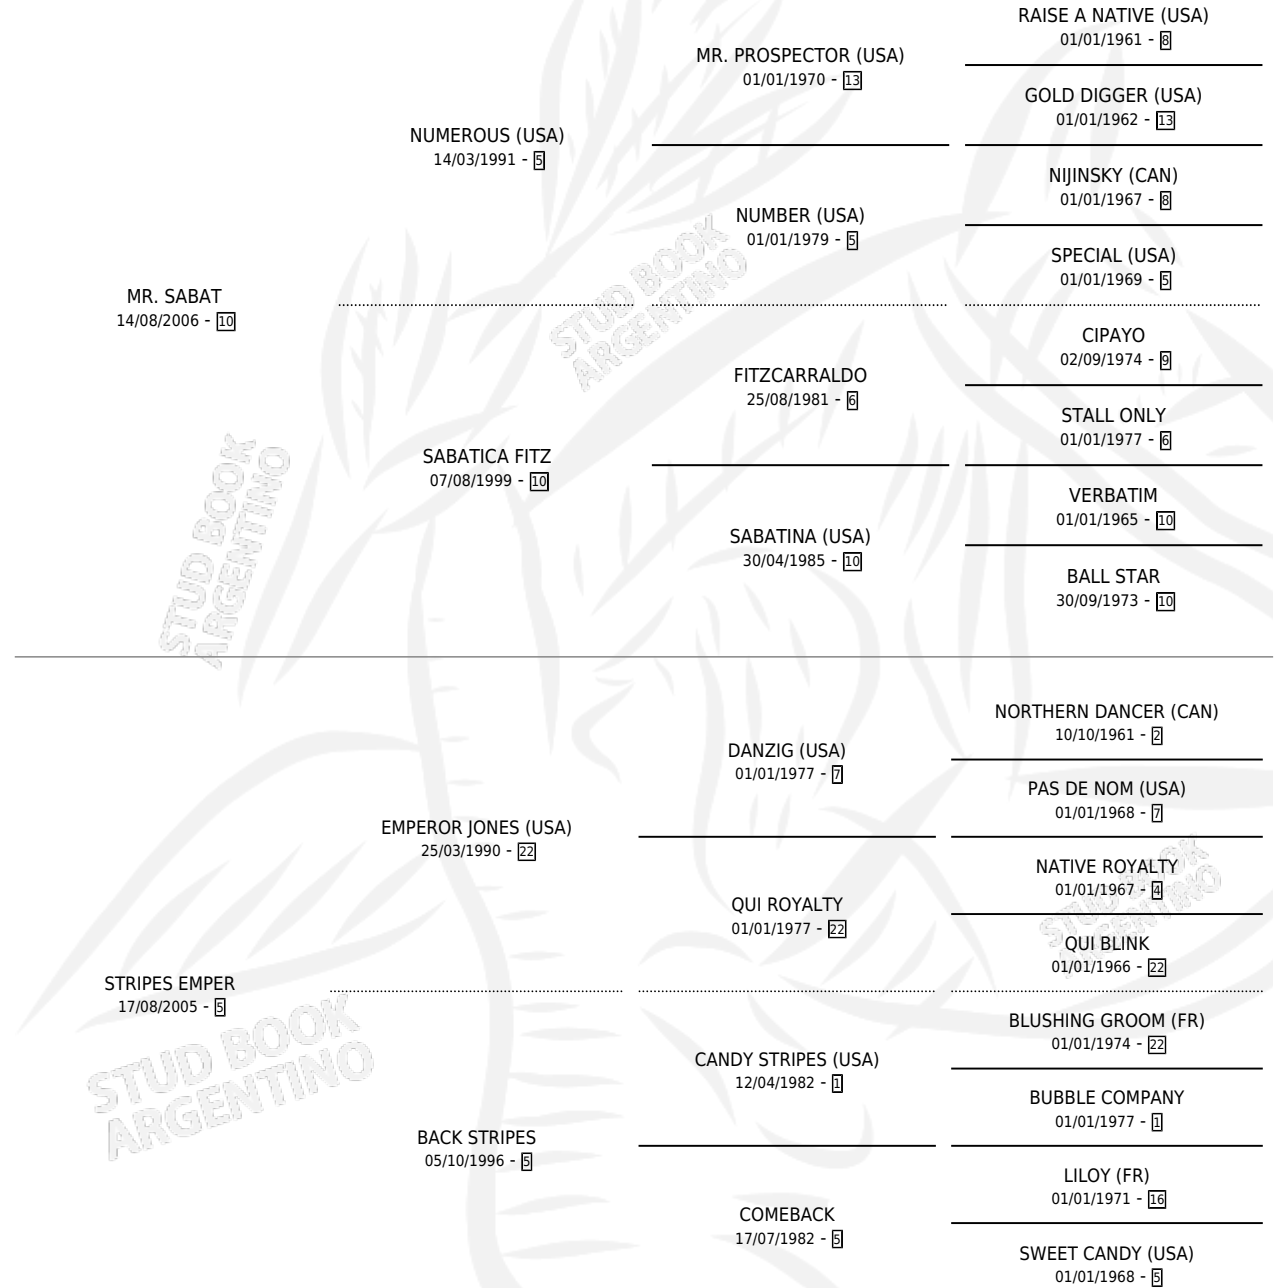 MR. SABAT
14/08/2006 - 10
NUMEROUS (USA)
14/03/1991 - 5
SABATICA FITZ
07/08/1999 - 10
MR. PROSPECTOR (USA)
01/01/1970 - 13
NUMBER (USA)
01/01/1979 - 5
FITZCARRALDO
25/08/1981 - 6
SABATINA (USA)
30/04/1985 - 10
RAISE A NATIVE (USA)
01/01/1961 - 8
GOLD DIGGER (USA)
01/01/1962 - 13
NIJINSKY (CAN)
01/01/1967 - 8
SPECIAL (USA)
01/01/1969 - 5
CIPAYO
02/09/1974 - 9
STALL ONLY
01/01/1977 - 6
VERBATIM
01/01/1965 - 10
BALL STAR
30/09/1973 - 10
STRIPES EMPER
17/08/2005 - 5
EMPEROR JONES (USA)
25/03/1990 - 22
BACK STRIPES
05/10/1996 - 5
DANZIG (USA)
01/01/1977 - 7
QUI ROYALTY
01/01/1977 - 22
CANDY STRIPES (USA)
12/04/1982 - 1
COMEBACK
17/07/1982 - 5
NORTHERN DANCER (CAN)
10/10/1961 - 2
PAS DE NOM (USA)
01/01/1968 - 7
NATIVE ROYALTY
01/01/1967 - 4
QUI BLINK
01/01/1966 - 22
BLUSHING GROOM (FR)
01/01/1974 - 22
BUBBLE COMPANY
01/01/1977 - 1
LILOY (FR)
01/01/1971 - 16
SWEET CANDY (USA)
01/01/1968 - 5
STUD BOOK
ARGENTINO
STUD BOOK
ARGENTINO
STUD BOOK
ARGENTINO
STUD BOOK
ARGENTINO